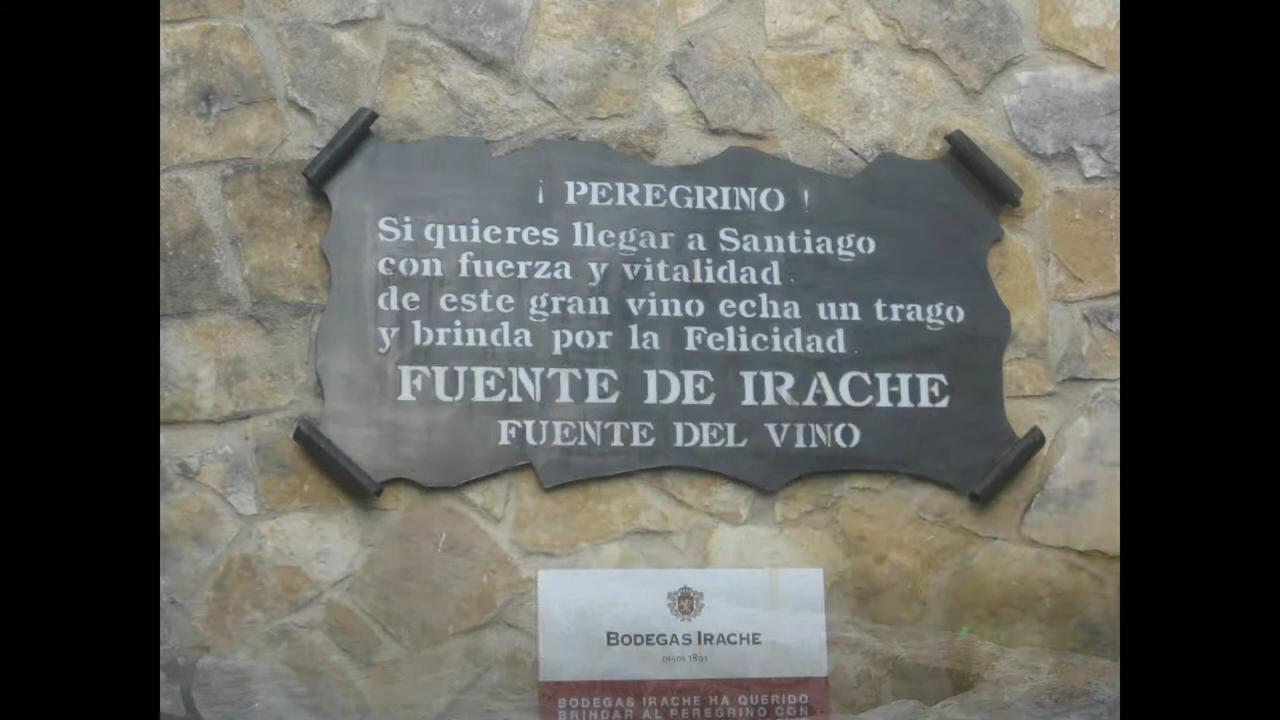 ¡ PEREGRINO !
Si quieres llegar a Santiago
con fuerza y vitalidad
de este gran vino echa un trago
y brinda por la Felicidad.
FUENTE DE IRACHE
FUENTE DEL VINO
BODEGAS IRACHE
DESDE 1891
BODEGAS IRACHE HA QUERIDO
BRINDAR AL PEREGRINO CON